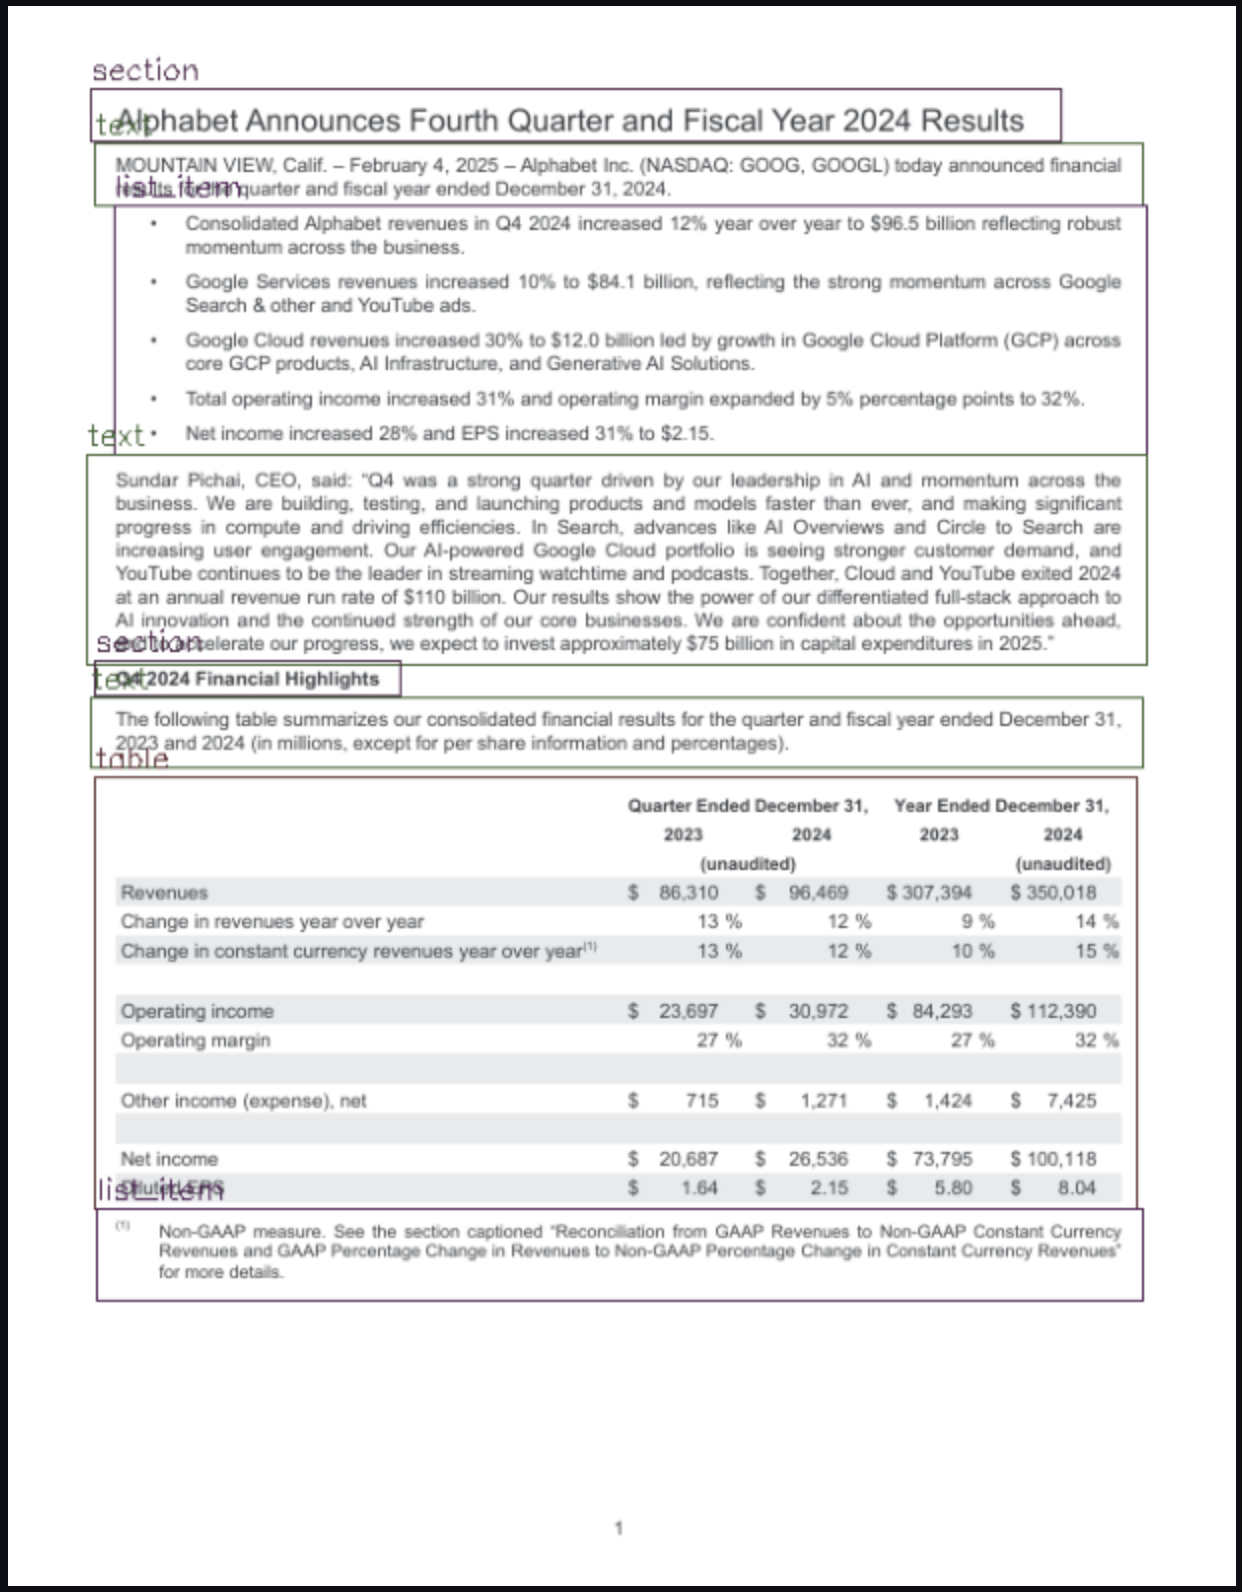 section
Alphabet Announces Fourth Quarter and Fiscal Year 2024 Results
text
MOUNTAIN VIEW, Calif. – February 4, 2025 – Alphabet Inc. (NASDAQ: GOOG, GOOGL) today announced financial
results for the quarter and fiscal year ended December 31, 2024.
list_item
• Consolidated Alphabet revenues in Q4 2024 increased 12% year over year to $96.5 billion reflecting robust
momentum across the business.
• Google Services revenues increased 10% to $84.1 billion, reflecting the strong momentum across Google
Search & other and YouTube ads.
• Google Cloud revenues increased 30% to $12.0 billion led by growth in Google Cloud Platform (GCP) across
core GCP products, AI Infrastructure, and Generative AI Solutions.
• Total operating income increased 31% and operating margin expanded by 5% percentage points to 32%.
• Net income increased 28% and EPS increased 31% to $2.15.
text
Sundar Pichai, CEO, said: "Q4 was a strong quarter driven by our leadership in AI and momentum across the
business. We are building, testing, and launching products and models faster than ever, and making significant
progress in compute and driving efficiencies. In Search, advances like AI Overviews and Circle to Search are
increasing user engagement. Our AI-powered Google Cloud portfolio is seeing stronger customer demand, and
YouTube continues to be the leader in streaming watchtime and podcasts. Together, Cloud and YouTube exited 2024
at an annual revenue run rate of $110 billion. Our results show the power of our differentiated full-stack approach to
AI innovation and the continued strength of our core businesses. We are confident about the opportunities ahead,
and to accelerate our progress, we expect to invest approximately $75 billion in capital expenditures in 2025."
section
Q4 2024 Financial Highlights
text
The following table summarizes our consolidated financial results for the quarter and fiscal year ended December 31,
2023 and 2024 (in millions, except for per share information and percentages).
table
Quarter Ended December 31, Year Ended December 31,
2023 2024 2023 2024
(unaudited) (unaudited)
Revenues $ 86,310 $ 96,469 $ 307,394 $ 350,018
Change in revenues year over year 13 % 12 % 9 % 14 %
Change in constant currency revenues year over year(1) 13 % 12 % 10 % 15 %
Operating income $ 23,697 $ 30,972 $ 84,293 $ 112,390
Operating margin 27 % 32 % 27 % 32 %
Other income (expense), net $ 715 $ 1,271 $ 1,424 $ 7,425
Net income $ 20,687 $ 26,536 $ 73,795 $ 100,118
Diluted EPS $ 1.64 $ 2.15 $ 5.80 $ 8.04
list_item
(1) Non-GAAP measure. See the section captioned "Reconciliation from GAAP Revenues to Non-GAAP Constant Currency
Revenues and GAAP Percentage Change in Revenues to Non-GAAP Percentage Change in Constant Currency Revenues"
for more details.
1